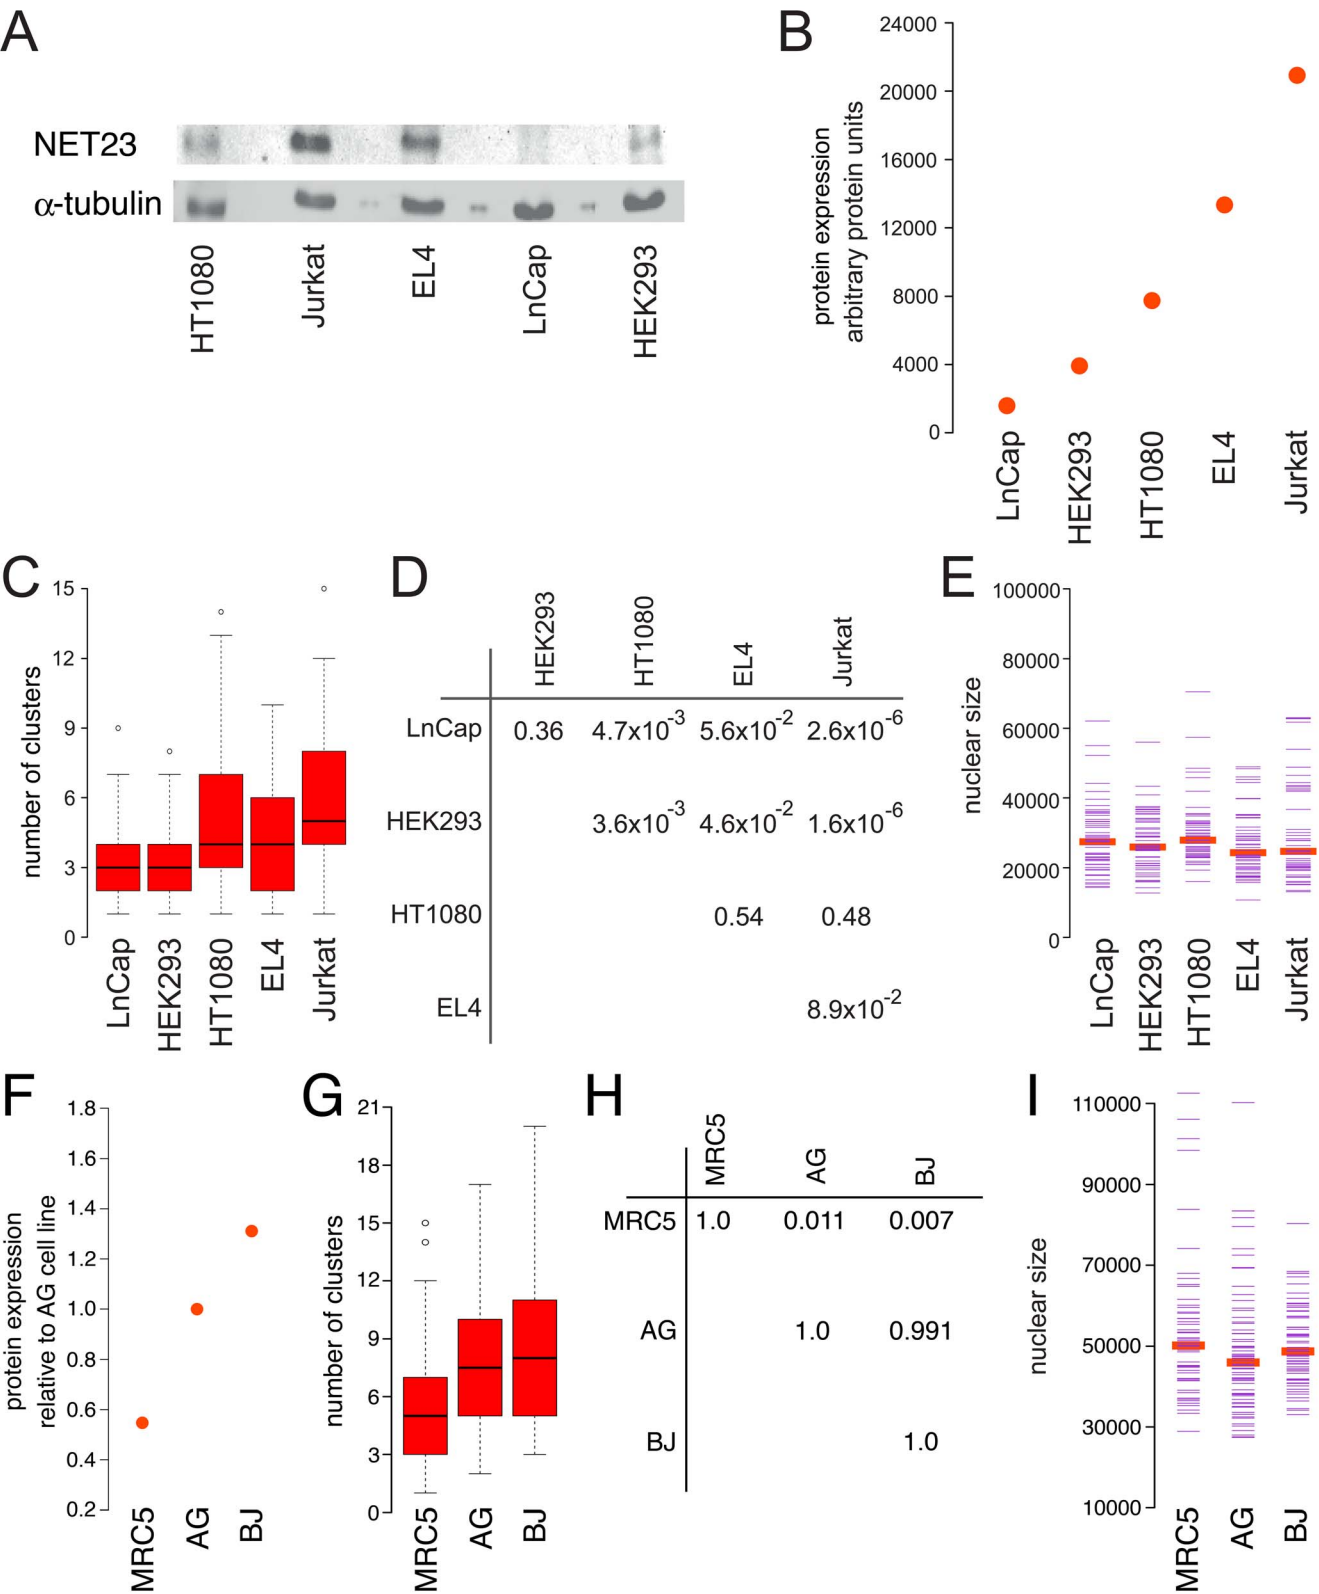 A
NET23
α-tubulin
HT1080
Jurkat
EL4
LnCap
HEK293
B
protein expression
arbitrary protein units
24000
20000
16000
12000
8000
4000
0
LnCap
HEK293
HT1080
EL4
Jurkat
C
number of clusters
15
12
9
6
3
0
LnCap
HEK293
HT1080
EL4
Jurkat
D
HEK293 HT1080 EL4 Jurkat
LnCap 0.36 4.7x10⁻³ 5.6x10⁻² 2.6x10⁻⁶
HEK293 3.6x10⁻³ 4.6x10⁻² 1.6x10⁻⁶
HT1080 0.54 0.48
EL4 8.9x10⁻²
E
nuclear size
100000
80000
60000
40000
20000
0
LnCap
HEK293
HT1080
EL4
Jurkat
F
protein expression
relative to AG cell line
1.8
1.6
1.4
1.2
1.0
0.8
0.6
0.4
0.2
MRC5
AG
BJ
G
number of clusters
21
18
15
12
9
6
3
0
MRC5
AG
BJ
H
MRC5 AG BJ
MRC5 1.0 0.011 0.007
AG 1.0 0.991
BJ 1.0
I
nuclear size
110000
90000
70000
50000
30000
10000
MRC5
AG
BJ